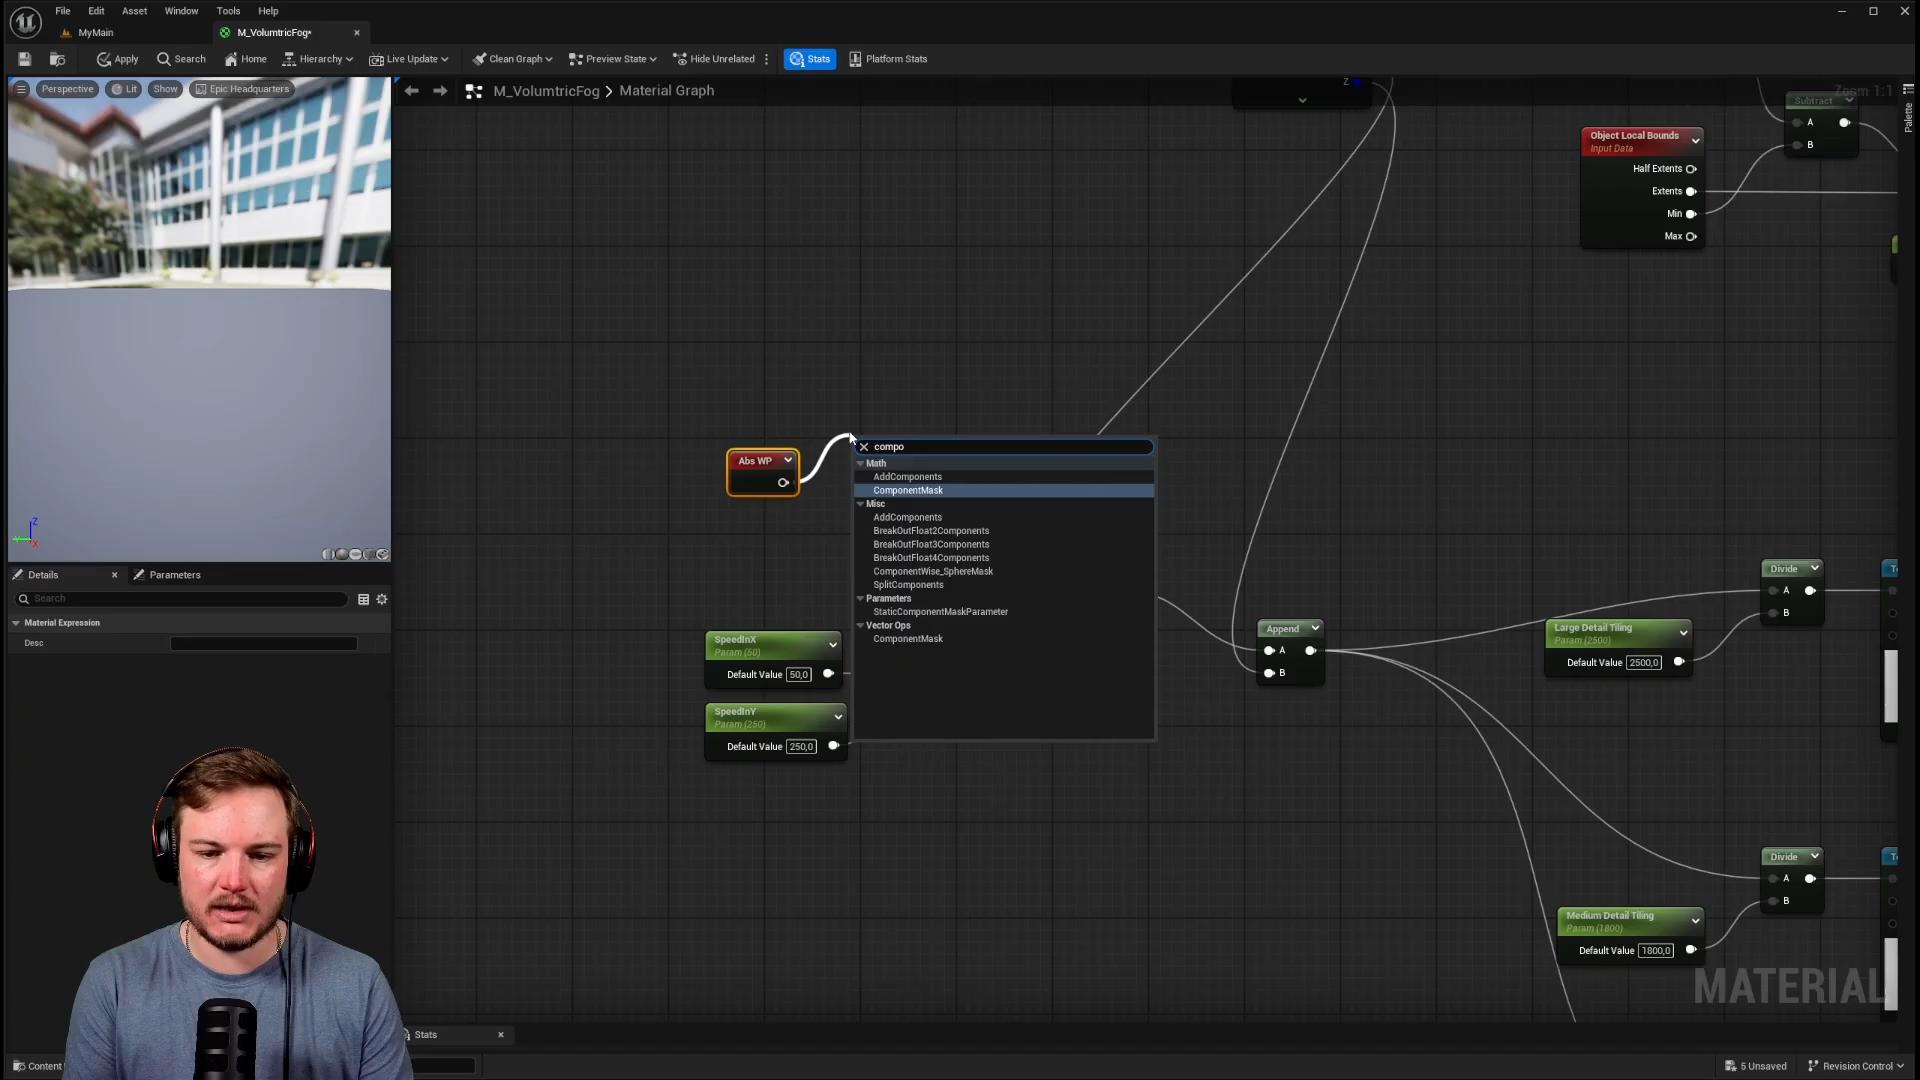 File Edit Asset Window Tools Help
MyMain
M_VolumtricFog*
Apply Search Home Hierarchy Live Update Clean Graph Preview State Hide Unrelated Stats Platform Stats
Perspective Lit Show Epic Headquarters
M_VolumtricFog > Material Graph
Zoom 1:1
Palette
Z
Subtract
A
B
Object Local Bounds
Input Data
Half Extents
Extents
Min
Max
Abs WP
compo
Math
AddComponents
ComponentMask
Misc
AddComponents
BreakOutFloat2Components
BreakOutFloat3Components
BreakOutFloat4Components
ComponentWise_SphereMask
SplitComponents
Parameters
StaticComponentMaskParameter
Vector Ops
ComponentMask
SpeedInX
Param (50)
Default Value 50,0
SpeedInY
Param (250)
Default Value 250,0
Append
A
B
Large Detail Tiling
Param (2500)
Default Value 2500,0
Divide
A
B
Divide
A
B
Medium Detail Tiling
Param (1800)
Default Value 1800,0
MATERIAL
Z
Details Parameters
Search
Material Expression
Desc
Stats
Content
5 Unsaved Revision Control